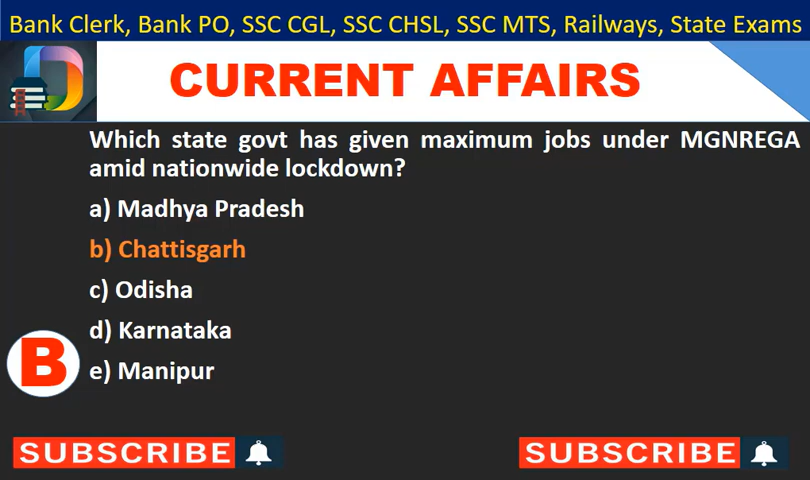 Bank Clerk, Bank PO, SSC CGL, SSC CHSL, SSC MTS, Railways, State Exams
CURRENT AFFAIRS
Which state govt has given maximum jobs under MGNREGA
amid nationwide lockdown?
a) Madhya Pradesh
b) Chattisgarh
c) Odisha
d) Karnataka
B
e) Manipur
SUBSCRIBE
SUBSCRIBE